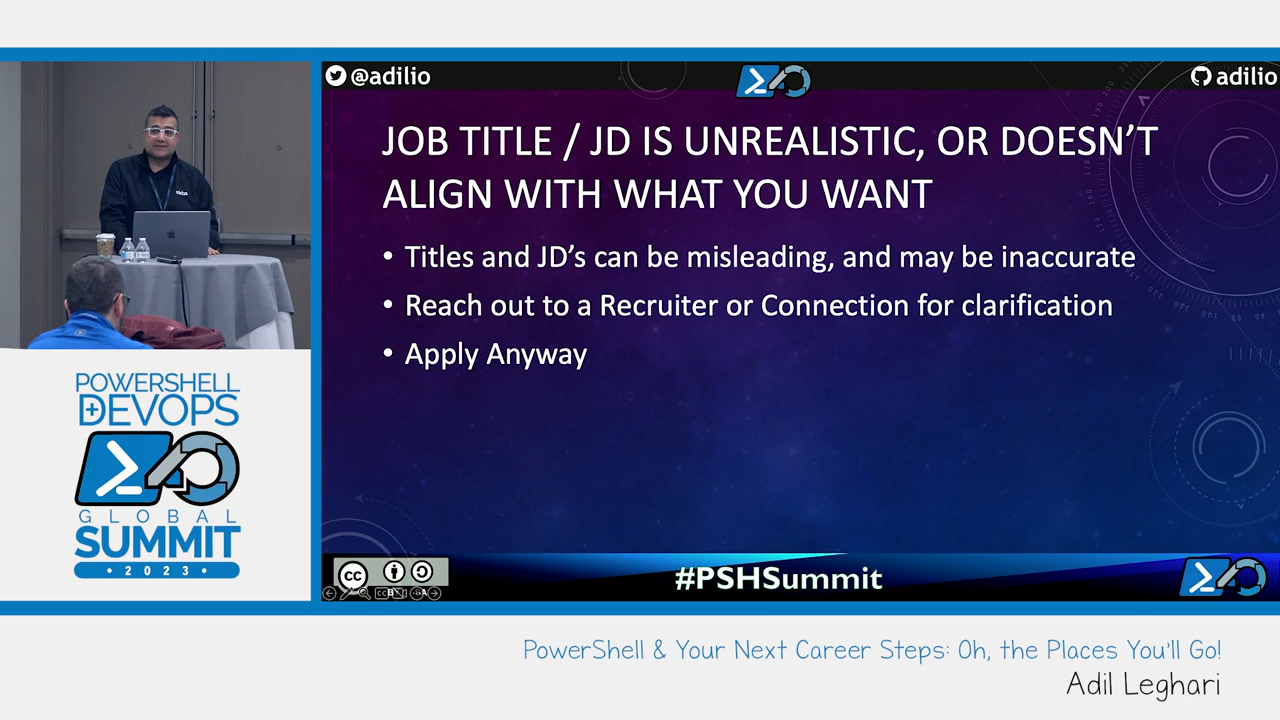 @adilio
adilio
JOB TITLE / JD IS UNREALISTIC, OR DOESN'T
ALIGN WITH WHAT YOU WANT
• Titles and JD's can be misleading, and may be inaccurate
• Reach out to a Recruiter or Connection for clarification
• Apply Anyway
POWERSHELL
+DEVOPS
GLOBAL
SUMMIT
• 2023 •
cc
#PSHSummit
PowerShell & Your Next Career Steps: Oh, the Places You'll Go!
Adil Leghari